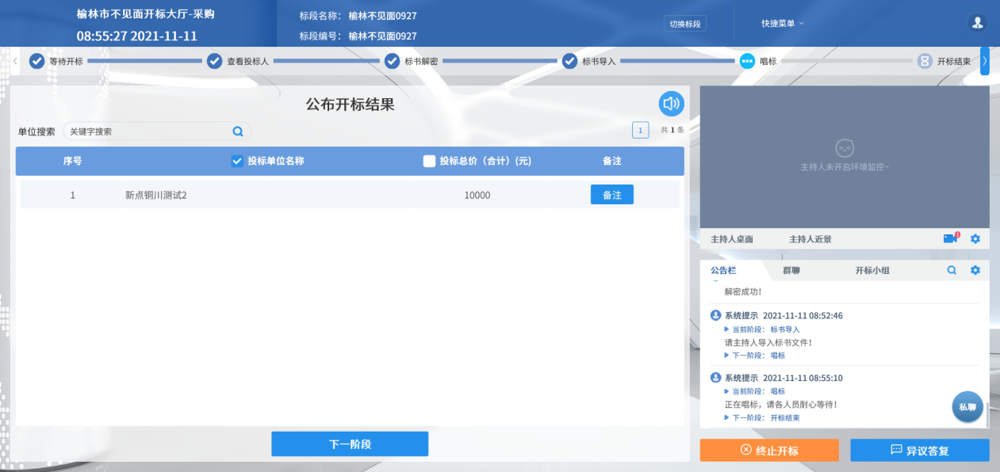 榆林市不见面开标大厅-采购
08:55:27 2021-11-11
标段名称： 榆林不见面0927
标段编号： 榆林不见面0927
切换标段
快捷菜单
等待开标
查看投标人
标书解密
标书导入
唱标
开标结束
公布开标结果
单位搜索 关键字搜索
1 共 1 条
序号 投标单位名称 投标总价（合计）(元) 备注
1 新点铜川测试2 10000 备注
下一阶段
>_<
主持人未开启环境监控~
主持人桌面 主持人近景 1
公告栏 群聊 开标小组
解密成功!
系统提示 2021-11-11 08:52:46
当前阶段： 标书导入
请主持人导入标书文件!
下一阶段： 唱标
系统提示 2021-11-11 08:55:10
当前阶段： 唱标
正在唱标，请各人员耐心等待!
下一阶段： 开标结束
私聊
终止开标
异议答复